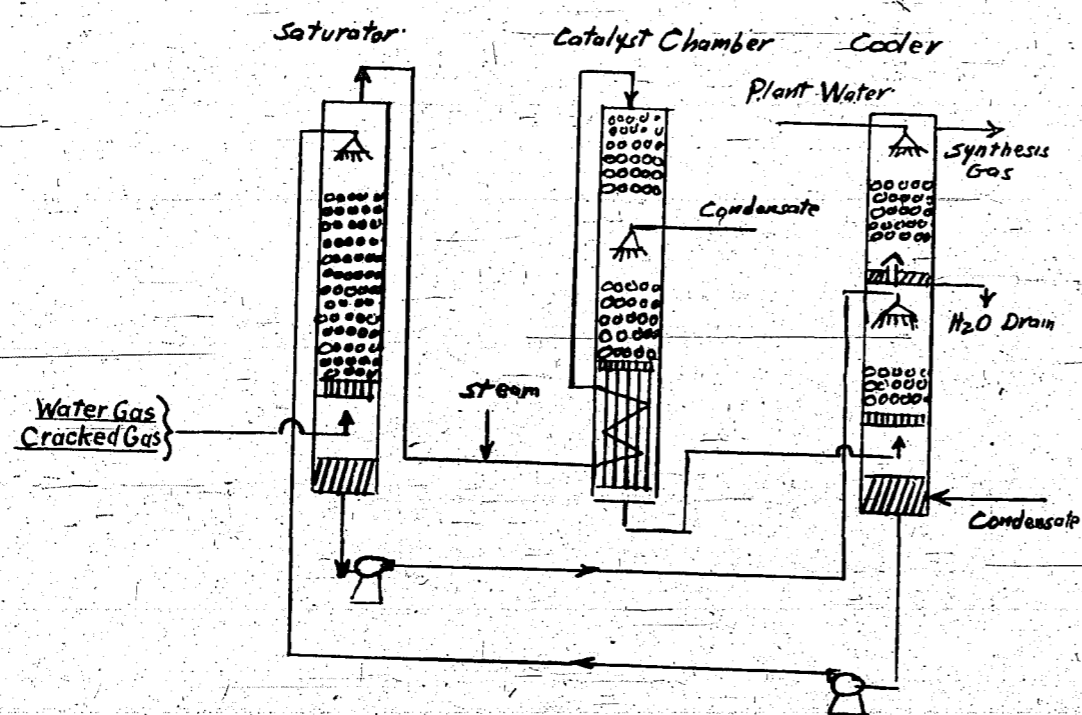 Saturator
Catalyst Chamber
Cooler
Plant Water
Synthesis
Gas
Condensate
H2O Drain
Steam
Water Gas
Cracked Gas
Condensate